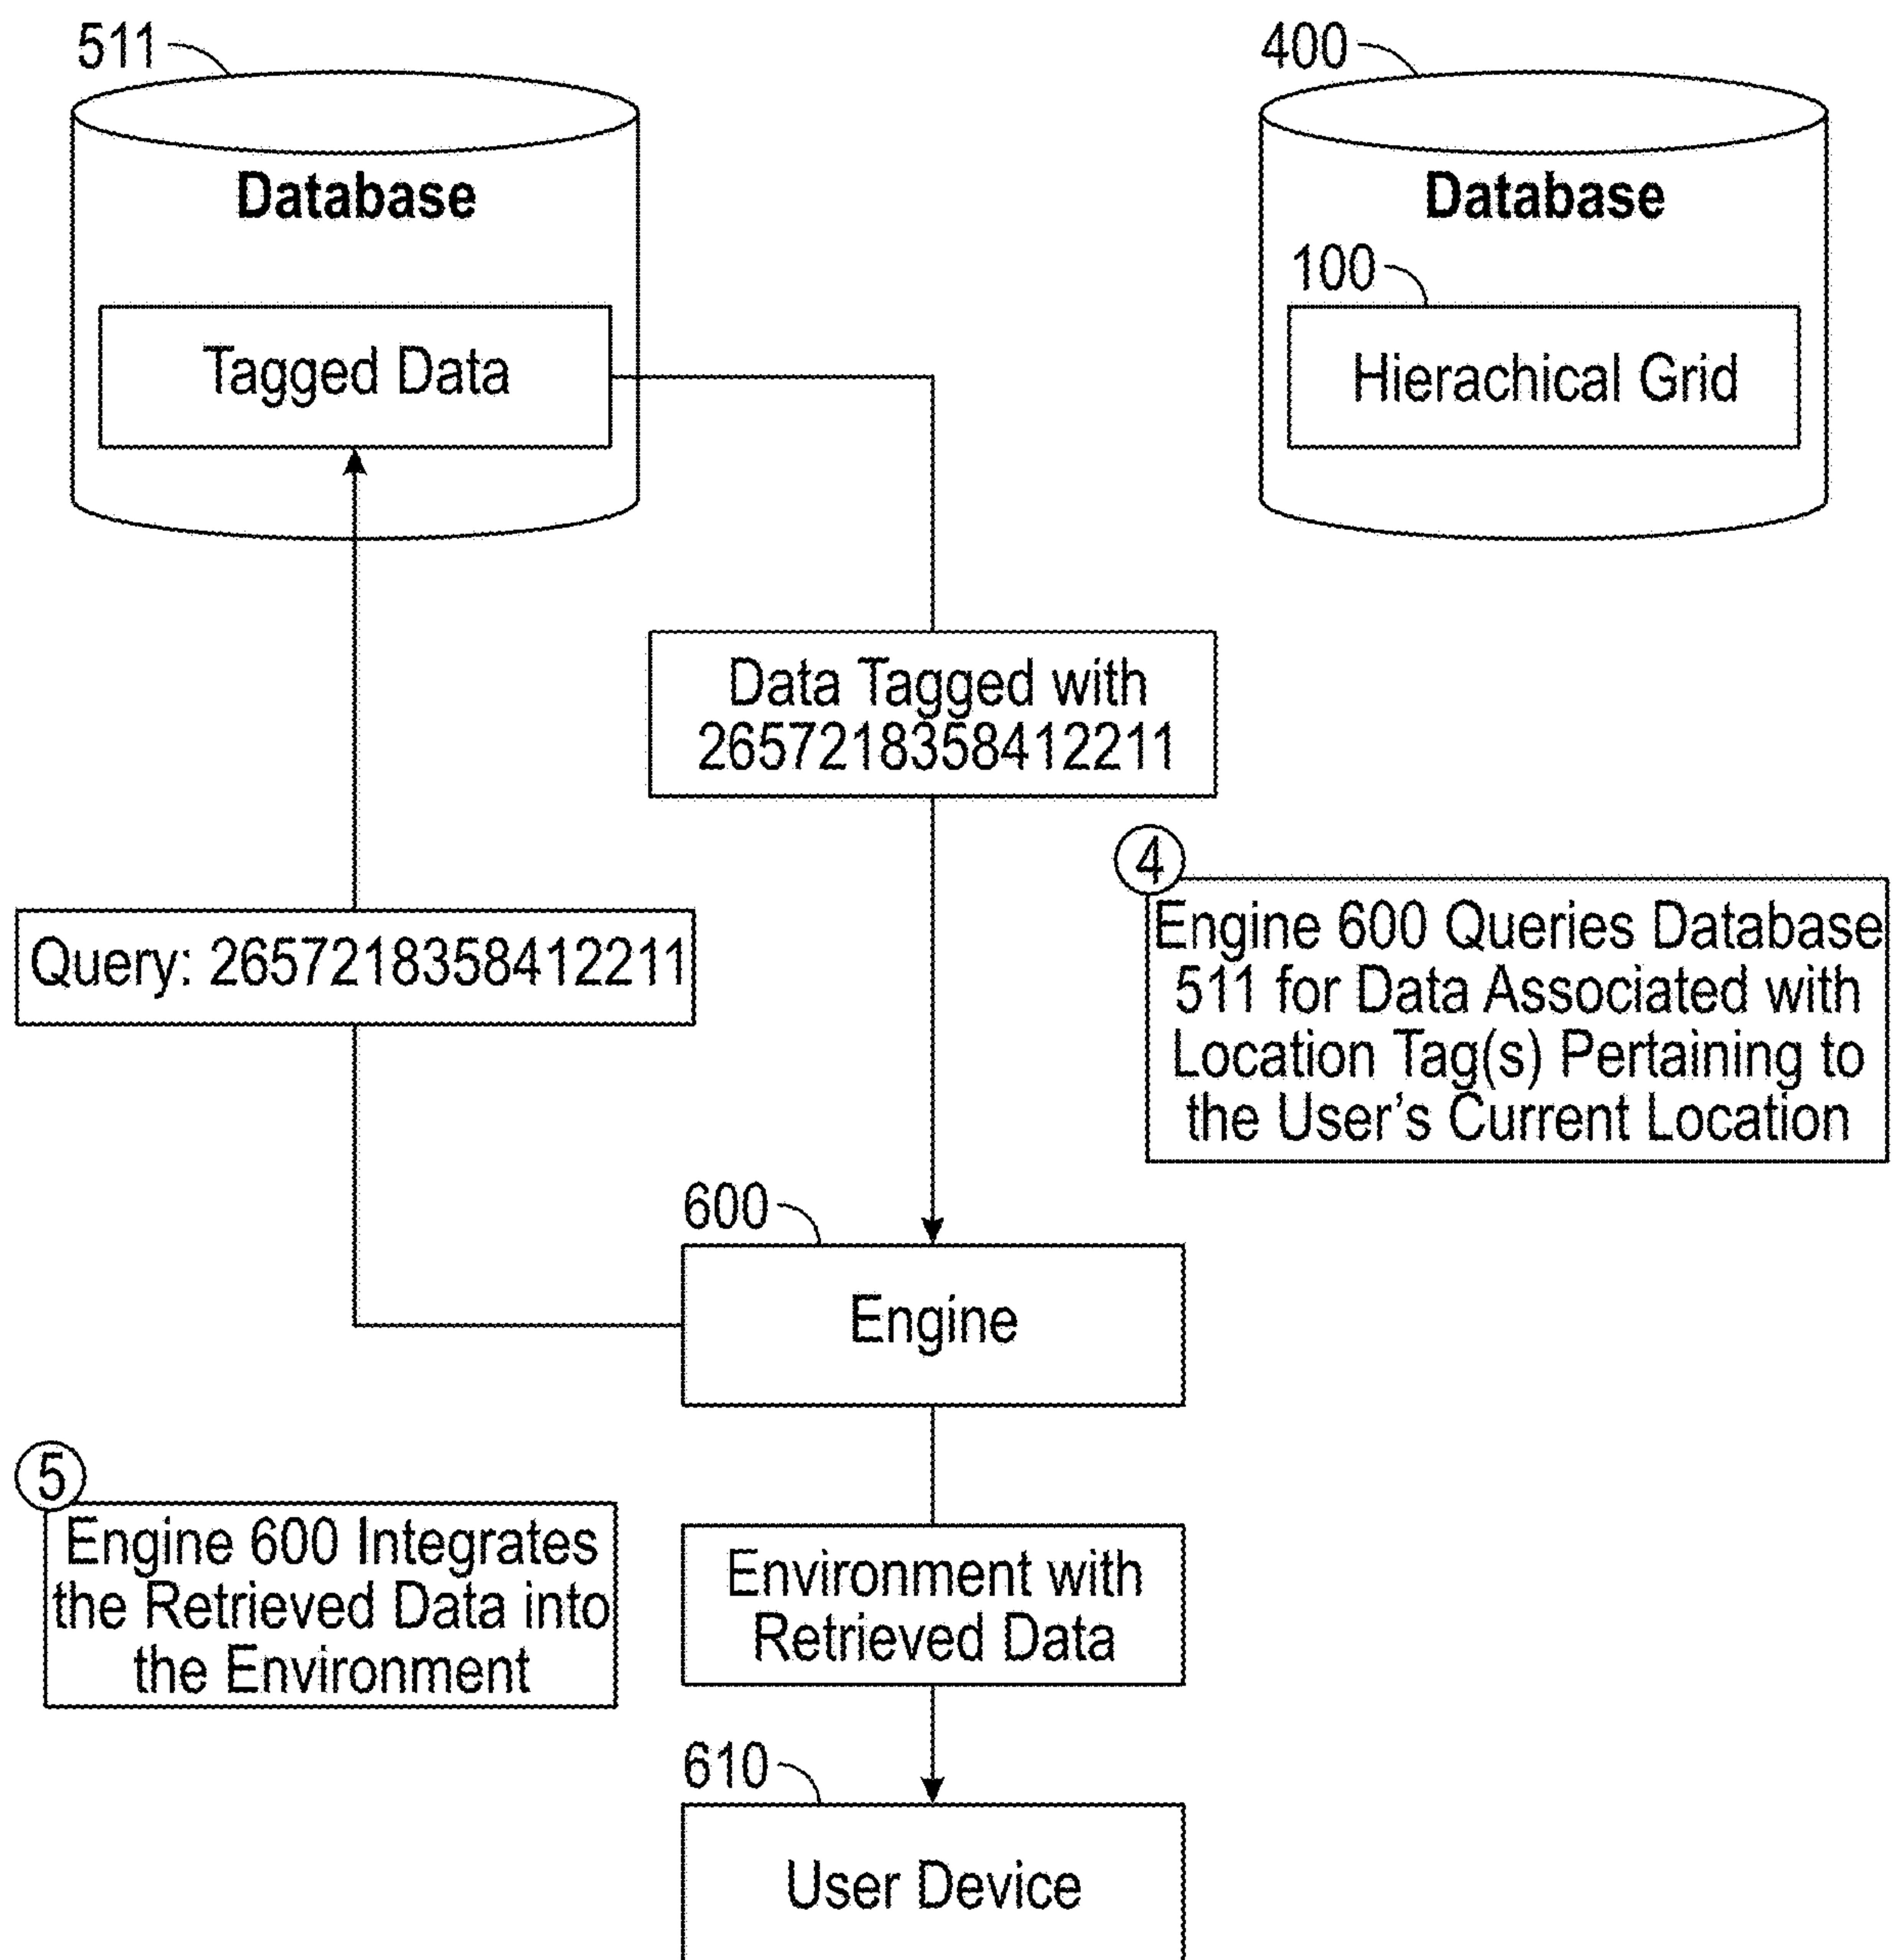 511
400
Database
Database
100
Tagged Data
Hierachical Grid
Data Tagged with
2657218358412211
4
Query: 2657218358412211
Engine 600 Queries Database
511 for Data Associated with
Location Tag(s) Pertaining to
the User's Current Location
600
Engine
5
Engine 600 Integrates
the Retrieved Data into
the Environment
Environment with
Retrieved Data
610
User Device